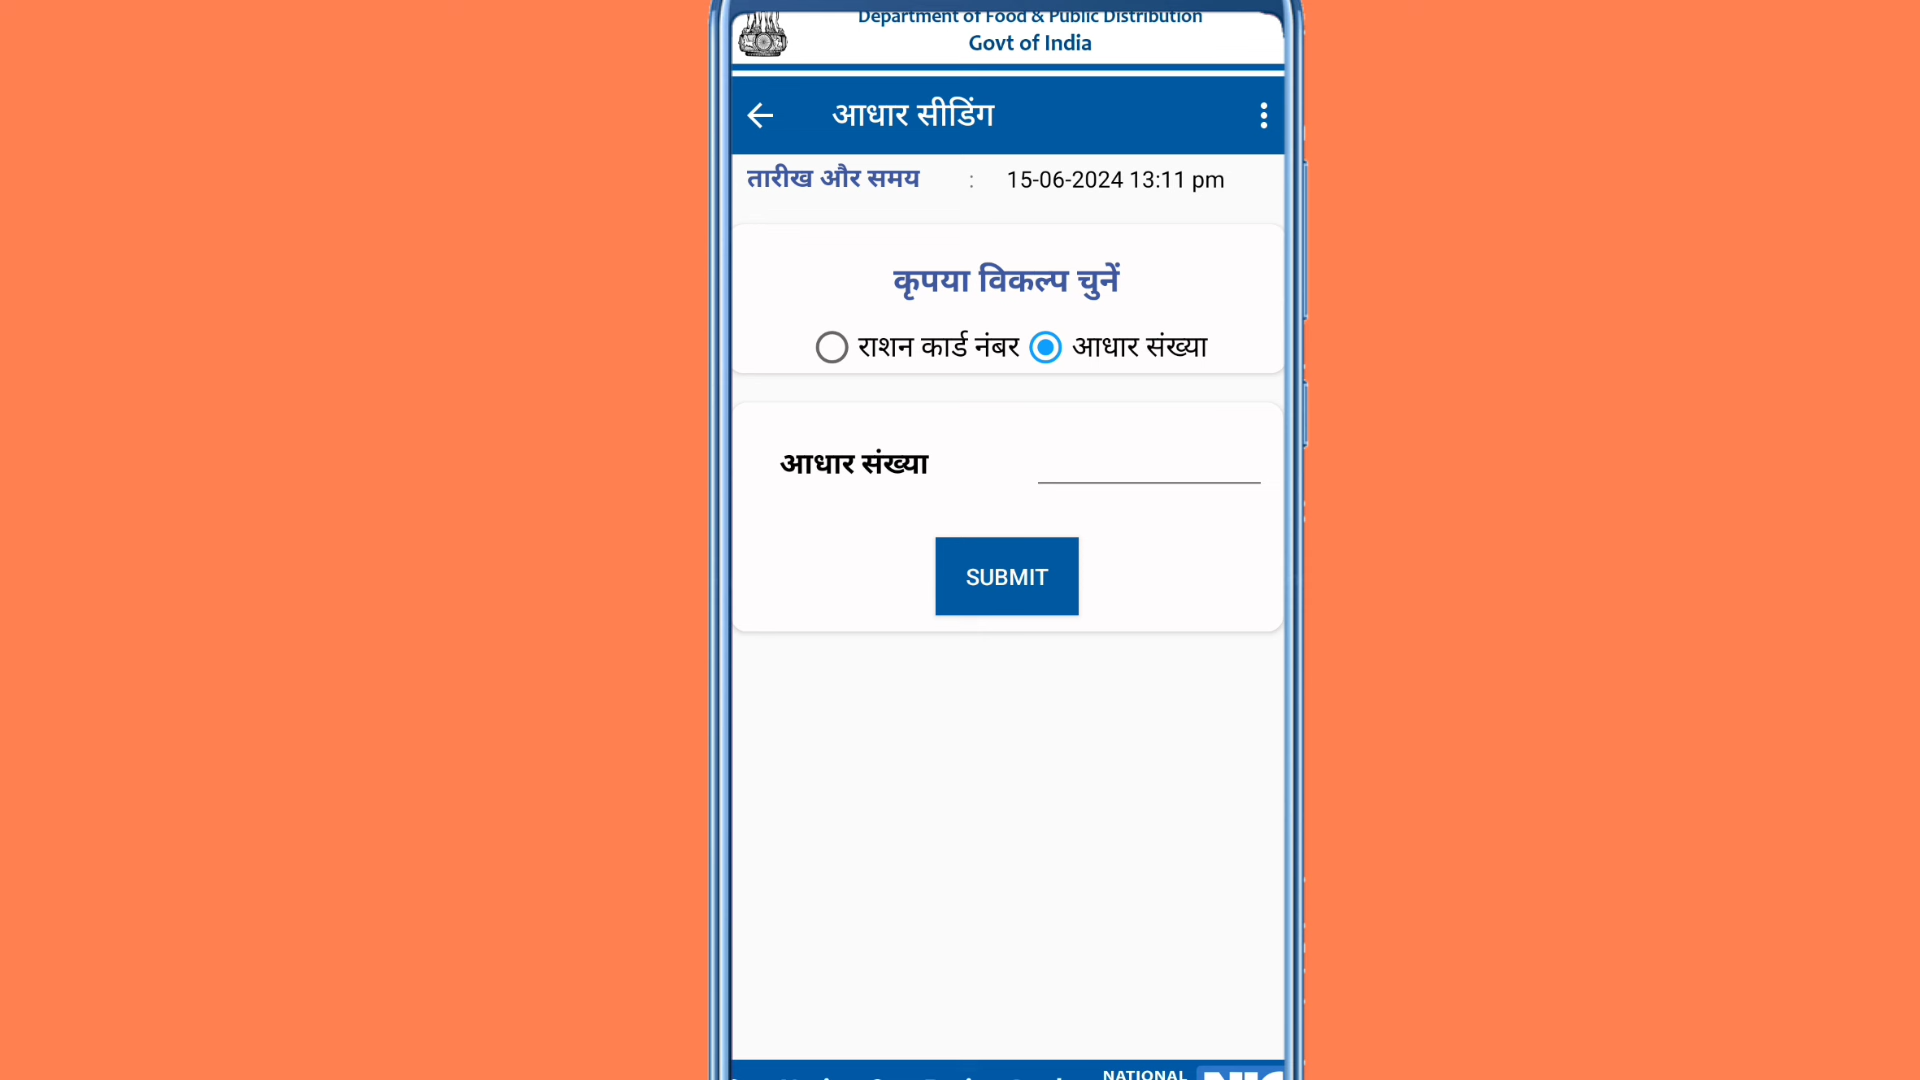 Department of Food & Public Distribution
Govt of India
आधार सीडिंग
तारीख और समय : 15-06-2024 13:11 pm
कृपया विकल्प चुनें
राशन कार्ड नंबर आधार संख्या
आधार संख्या
SUBMIT
NATIONAL NIC